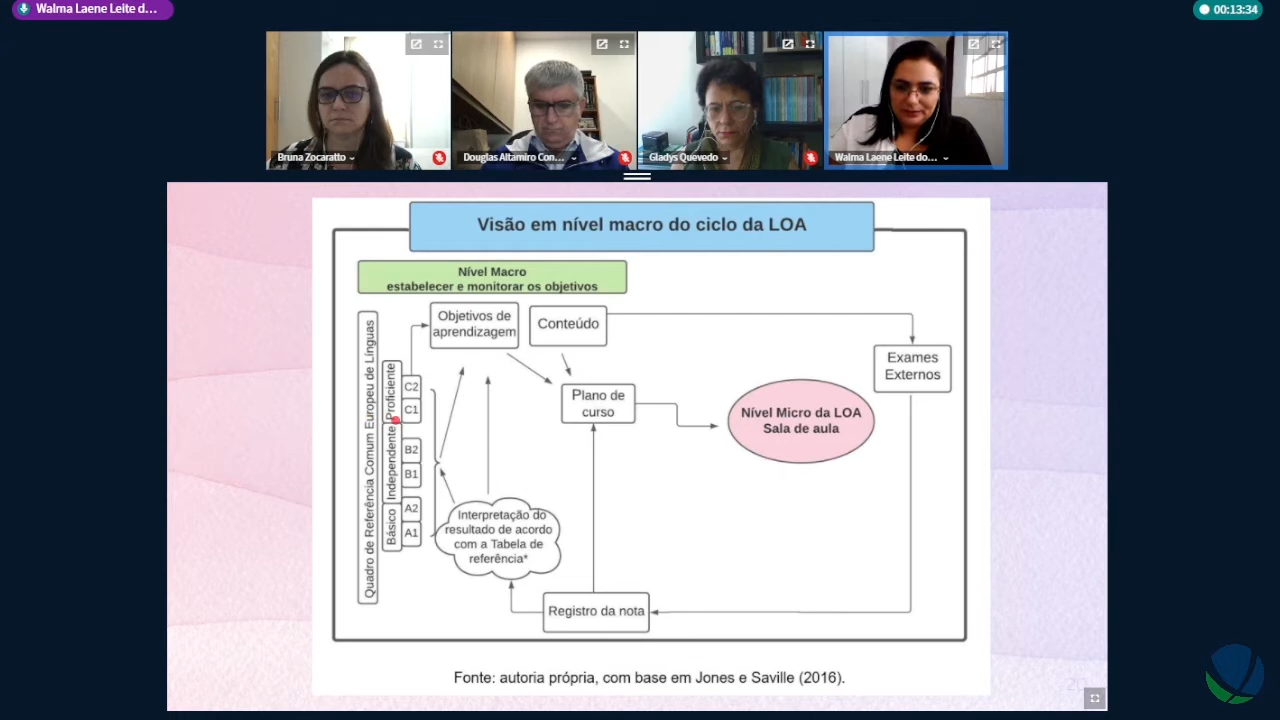 Walma Laene Leite d...
00:13:34
Bruna Zocaratto
Douglas Altamiro Con...
Gladys Quevedo
Walma Laene Leite do...
Visão em nível macro do ciclo da LOA
Nível Macro
estabelecer e monitorar os objetivos
Quadro de Referência Comum Europeu de Línguas
Proficiente
Independente
Básico
C2
C1
B2
B1
A2
A1
Objetivos de
aprendizagem
Conteúdo
Plano de
curso
Exames
Externos
Nível Micro da LOA
Sala de aula
Interpretação do
resultado de acordo
com a Tabela de
referência*
Registro da nota
Fonte: autoria própria, com base em Jones e Saville (2016).